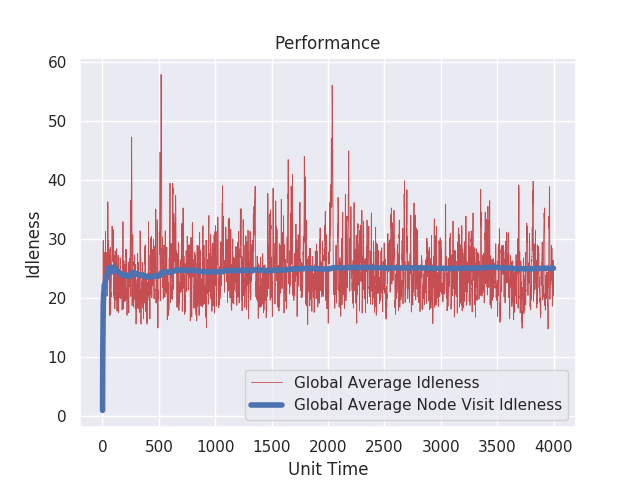 Performance
60
50
40
30
20
10
0
Idleness
Global Average Idleness
Global Average Node Visit Idleness
0 500 1000 1500 2000 2500 3000 3500 4000
Unit Time